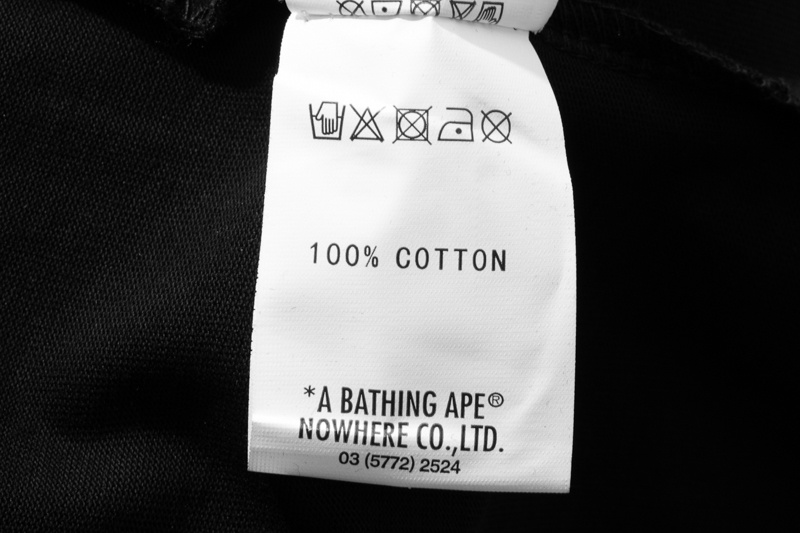 100% COTTON
*A BATHING APE®
NOWHERE CO.,LTD.
03 (5772) 2524